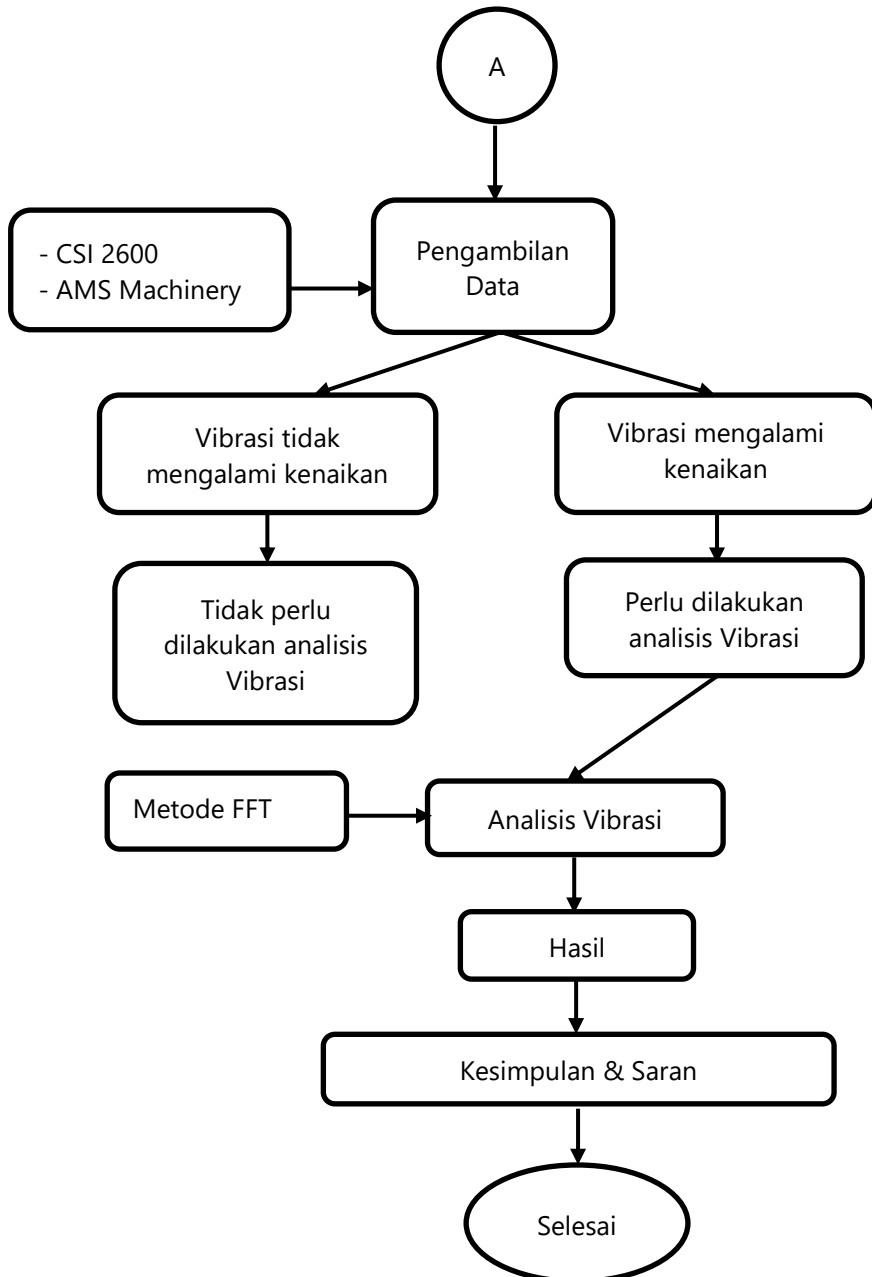 A
- CSI 2600
- AMS Machinery
Pengambilan
Data
Vibrasi tidak
mengalami kenaikan
Vibrasi mengalami
kenaikan
Tidak perlu
dilakukan analisis
Vibrasi
Perlu dilakukan
analisis Vibrasi
Metode FFT
Analisis Vibrasi
Hasil
Kesimpulan & Saran
Selesai